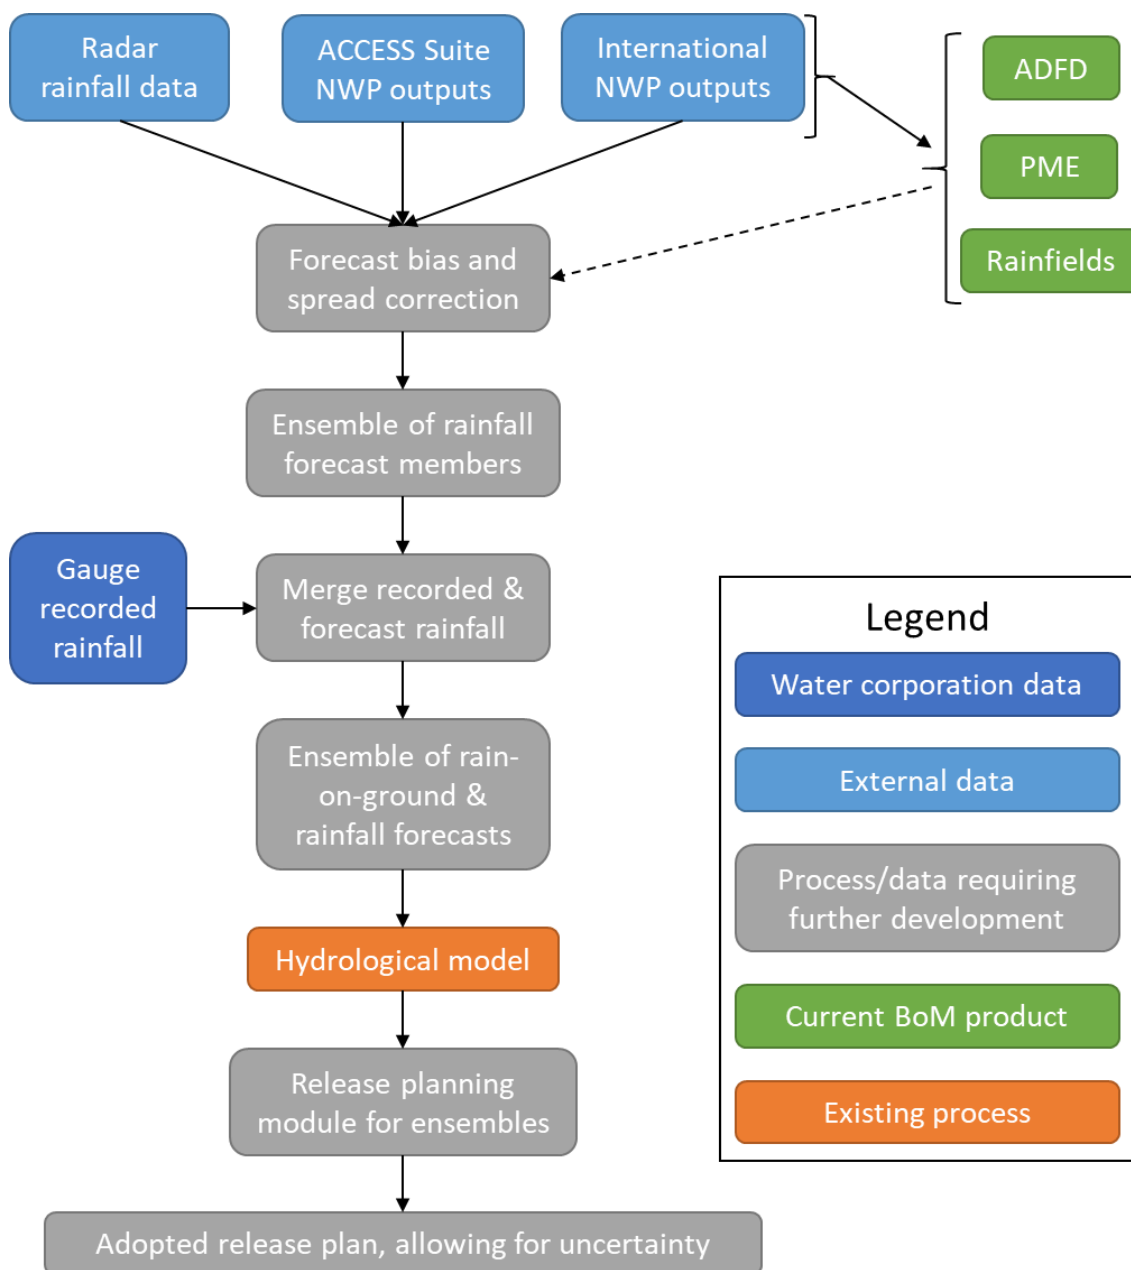 Radar
rainfall data
ACCESS Suite
NWP outputs
International
NWP outputs
ADFD
PME
Rainfields
Forecast bias and
spread correction
Ensemble of rainfall
forecast members
Gauge
recorded
rainfall
Merge recorded &
forecast rainfall
Ensemble of rain-
on-ground &
rainfall forecasts
Hydrological model
Release planning
module for ensembles
Adopted release plan, allowing for uncertainty
Legend
Water corporation data
External data
Process/data requiring
further development
Current BoM product
Existing process